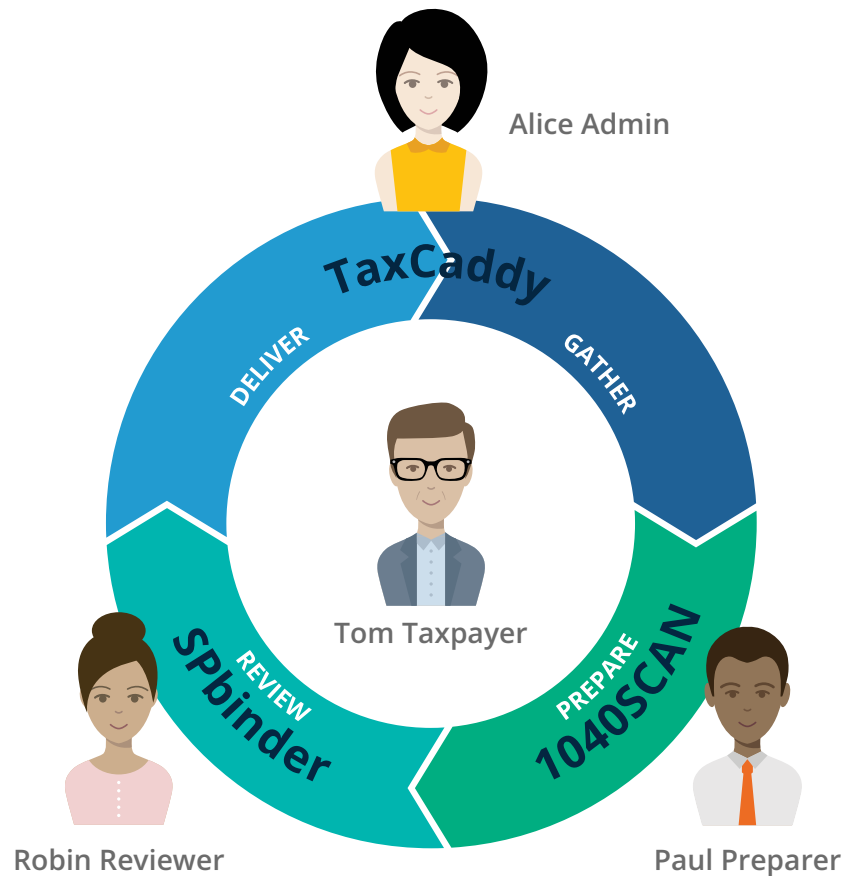 Alice Admin
TaxCaddy
DELIVER
GATHER
Tom Taxpayer
REVIEW
SPbinder
PREPARE
1040SCAN
Robin Reviewer
Paul Preparer